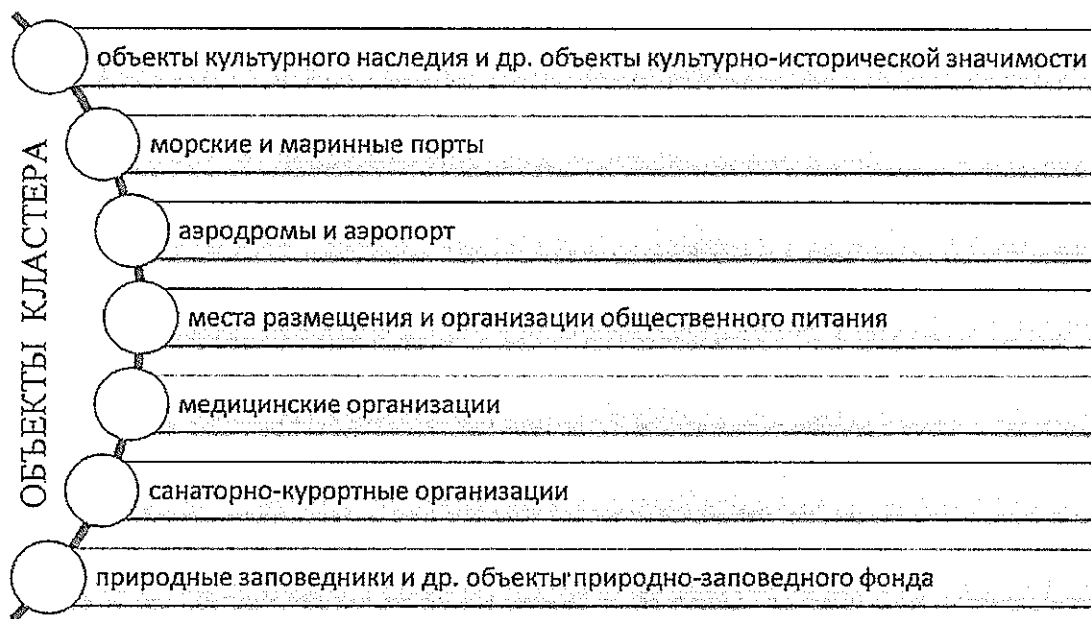 ОБЪЕКТЫ КЛАСТЕРА
объекты культурного наследия и др. объекты культурно-исторической значимости
морские и маринные порты
аэродромы и аэропорт
места размещения и организации общественного питания
медицинские организации
санаторно-курортные организации
природные заповедники и др. объекты природно-заповедного фонда